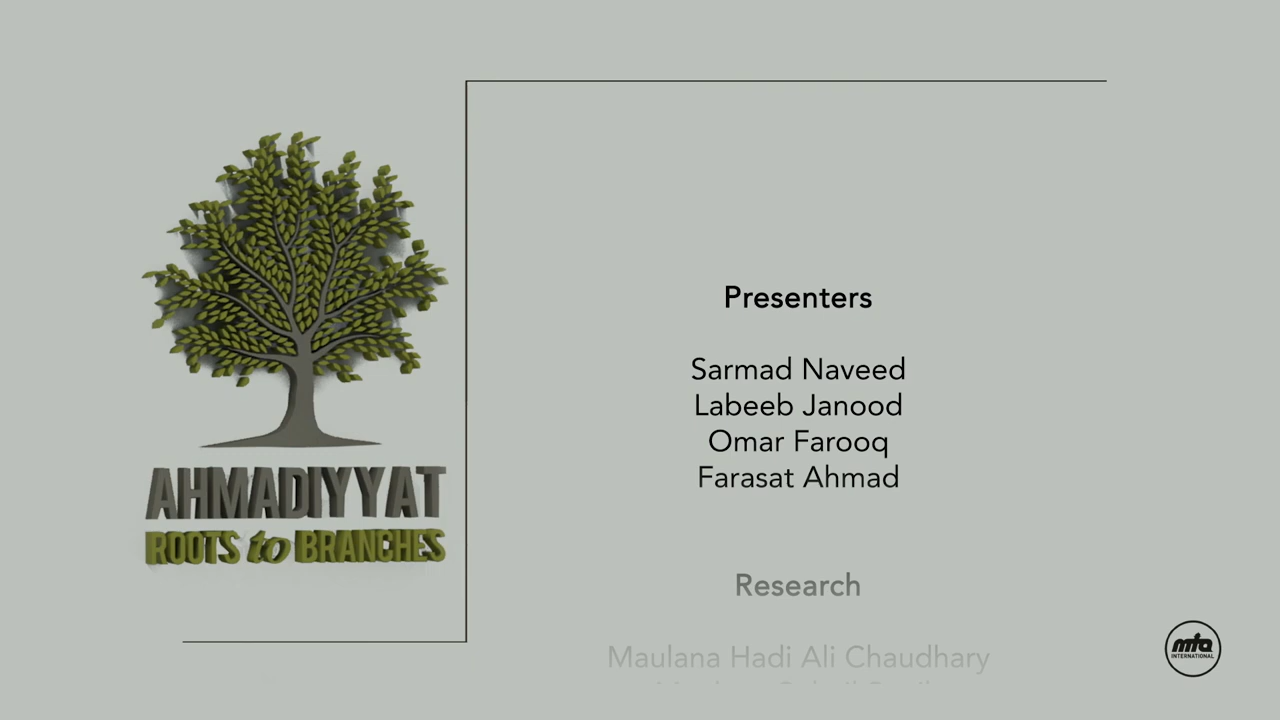 AHMADIYYAT
ROOTS to BRANCHES
Presenters
Sarmad Naveed
Labeeb Janood
Omar Farooq
Farasat Ahmad
Research
Maulana Hadi Ali Chaudhary
mta
INTERNATIONAL